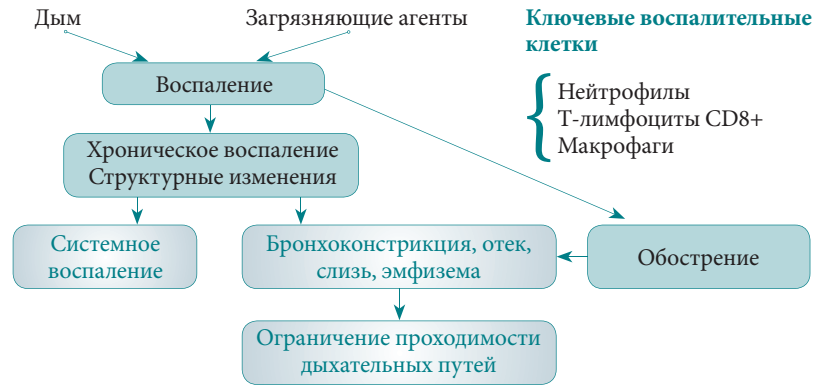 Дым
Загрязняющие агенты
Ключевые воспалительные
клетки
Воспаление
Нейтрофилы
Т-лимфоциты CD8+
Макрофаги
Хроническое воспаление
Структурные изменения
Системное
воспаление
Бронхоконстрикция, отек,
слизь, эмфизема
Обострение
Ограничение проходимости
дыхательных путей